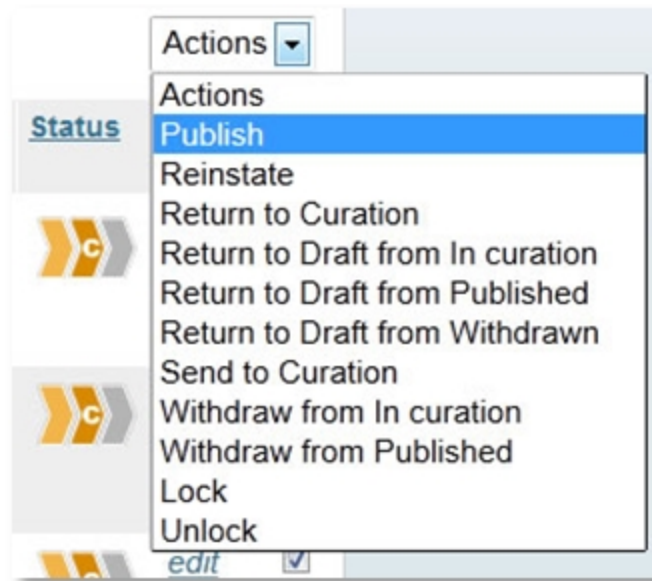 Actions
Actions
Status
Publish
Reinstate
Return to Curation
C
Return to Draft from In curation
Return to Draft from Published
Return to Draft from Withdrawn
Send to Curation
C
Withdraw from In curation
Withdraw from Published
Lock
Unlock
edit